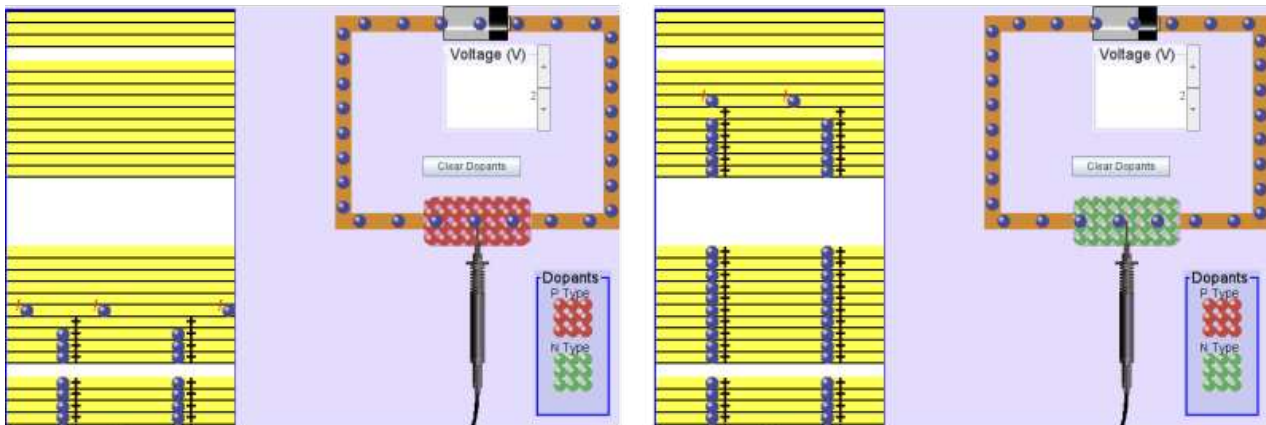 Voltage (V)
2
Clear Dopants
Dopants
P Type
N Type
Voltage (V)
2
Clear Dopants
Dopants
P Type
N Type